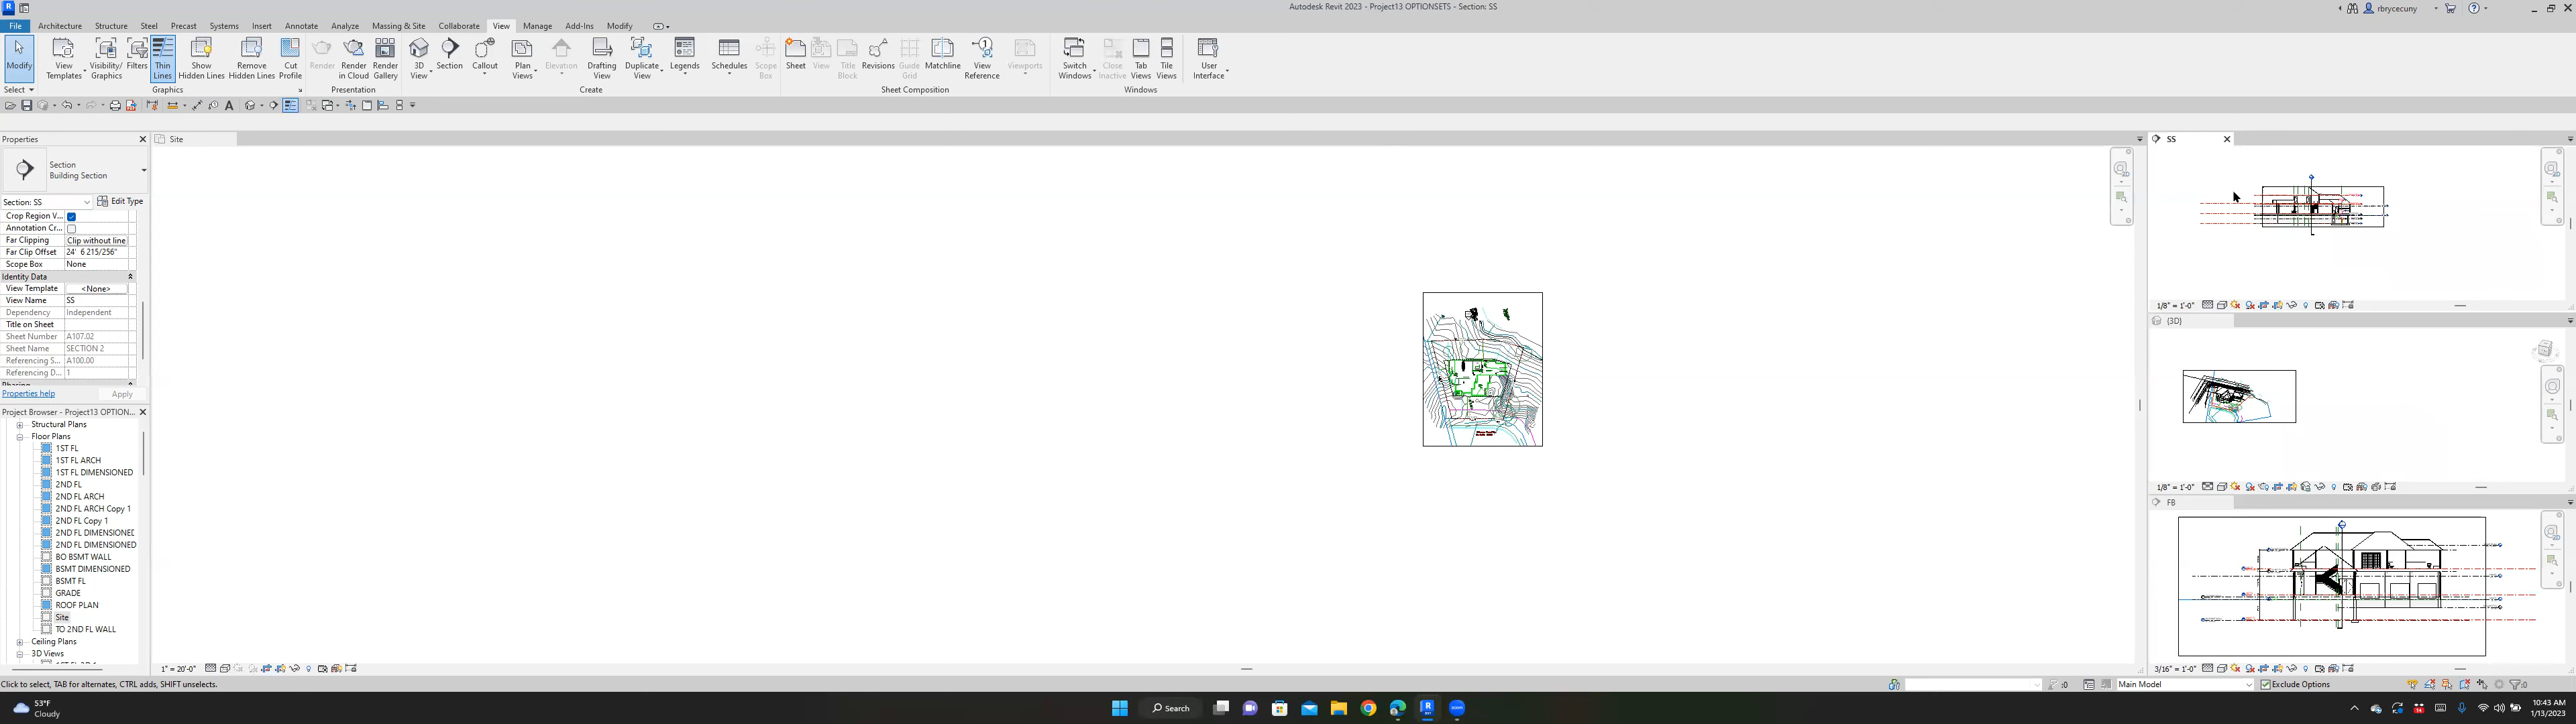 Autodesk Revit 2023 - Project13 OPTIONSETS - Section: SS
rbrycecuny
File Architecture Structure Steel Precast Systems Insert Annotate Analyze Massing & Site Collaborate View Manage Add-Ins Modify
Modify
View Templates
Visibility/ Graphics
Filters
Thin Lines
Show Hidden Lines
Remove Hidden Lines
Cut Profile
Render
Render in Cloud
Render Gallery
3D View
Section
Callout
Plan Views
Elevation
Drafting View
Duplicate View
Legends
Schedules
Scope Box
Sheet
View
Title Block
Revisions
Guide Grid
Matchline
View Reference
Viewports
Switch Windows
Close Inactive
Tab Views
Tile Views
User Interface
Select
Graphics
Presentation
Create
Sheet Composition
Windows
Properties
Section
Building Section
Section: SS
Edit Type
Crop Region V...
Annotation Cr...
Far Clipping Clip without line
Far Clip Offset 24' 6 215/256"
Scope Box None
Identity Data
View Template <None>
View Name SS
Dependency Independent
Title on Sheet
Sheet Number A107.02
Sheet Name SECTION 2
Referencing S... A100.00
Referencing D... 1
Phasing
Properties help
Apply
Project Browser - Project13 OPTION...
Structural Plans
Floor Plans
1ST FL
1ST FL ARCH
1ST FL DIMENSIONED
2ND FL
2ND FL ARCH
2ND FL ARCH Copy 1
2ND FL Copy 1
2ND FL DIMENSIONED
2ND FL DIMENSIONED
BO BSMT WALL
BSMT DIMENSIONED
BSMT FL
GRADE
ROOF PLAN
Site
TO 2ND FL WALL
Ceiling Plans
3D Views
Site
1" = 20'-0"
SS
1/8" = 1'-0"
{3D}
1/8" = 1'-0"
FB
3/16" = 1'-0"
Click to select, TAB for alternates, CTRL adds, SHIFT unselects.
:0
Main Model
Exclude Options
:0
53°F
Cloudy
Search
10:43 AM
1/13/2023